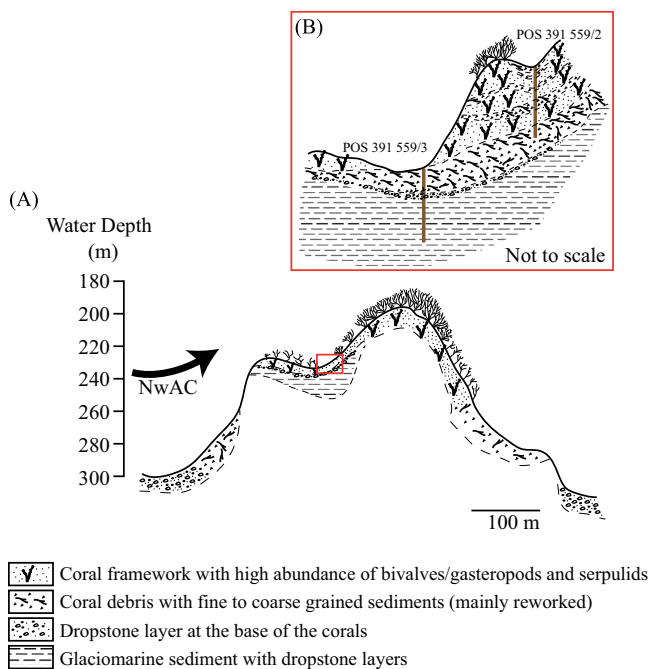 (B)
POS 391 559/2
POS 391 559/3
Not to scale
(A)
Water Depth
(m)
180
200
220
240
260
280
300
NwAC
100 m
Coral framework with high abundance of bivalves/gasteropods and serpulids
Coral debris with fine to coarse grained sediments (mainly reworked)
Dropstone layer at the base of the corals
Glaciomarine sediment with dropstone layers